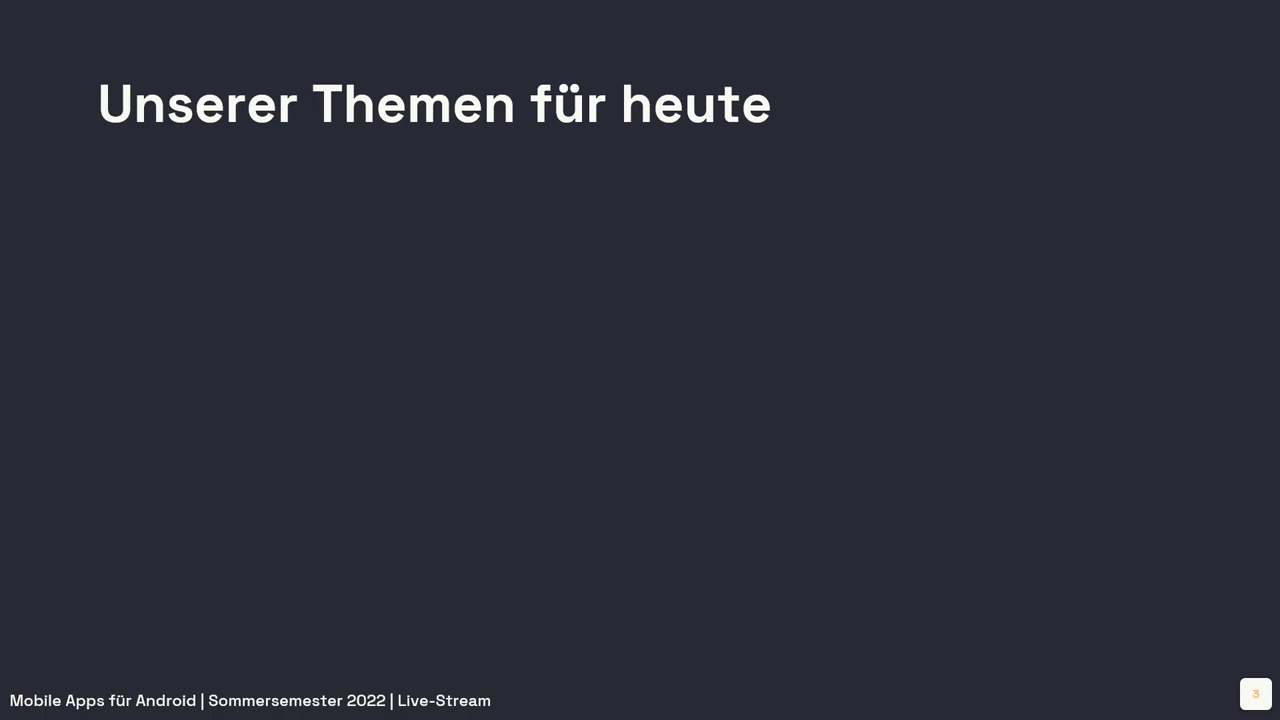 Unserer Themen für heute
Mobile Apps für Android | Sommersemester 2022 | Live-Stream
3